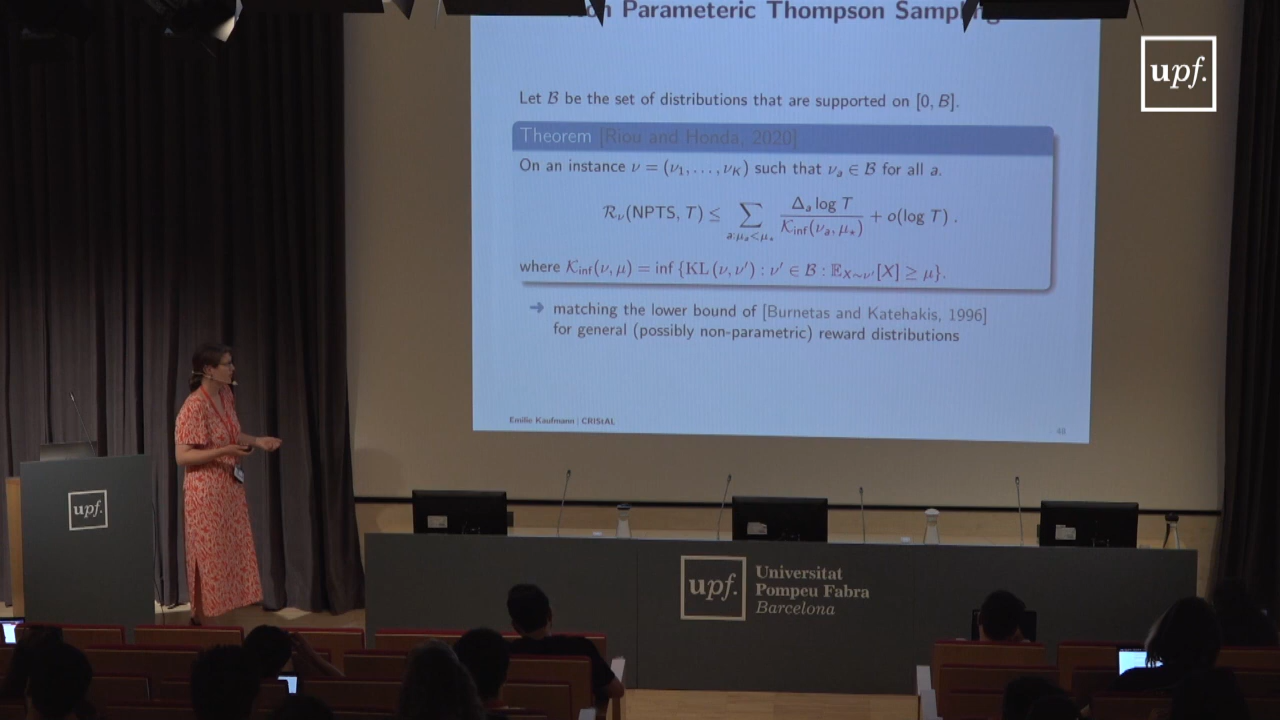 Non Parameteric Thompson Sampling
upf.
Let B be the set of distributions that are supported on [0, B].
Theorem [Riou and Honda, 2020]
On an instance ν = (ν₁, . . . , ν_K) such that ν_a ∈ B for all a.
R_ν(NPTS, T) ≤ ∑_{a:μ_a<μ_⋆} Δ_a log T / K_inf(ν_a, μ_⋆) + o(log T) .
where K_inf(ν, μ) = inf {KL (ν, ν′) : ν′ ∈ B : 𝔼_{X∼ν′}[X] ≥ μ}.
➔ matching the lower bound of [Burnetas and Katehakis, 1996]
for general (possibly non-parametric) reward distributions
Emilie Kaufmann | CRIStAL
48
upf.
upf.
Universitat
Pompeu Fabra
Barcelona